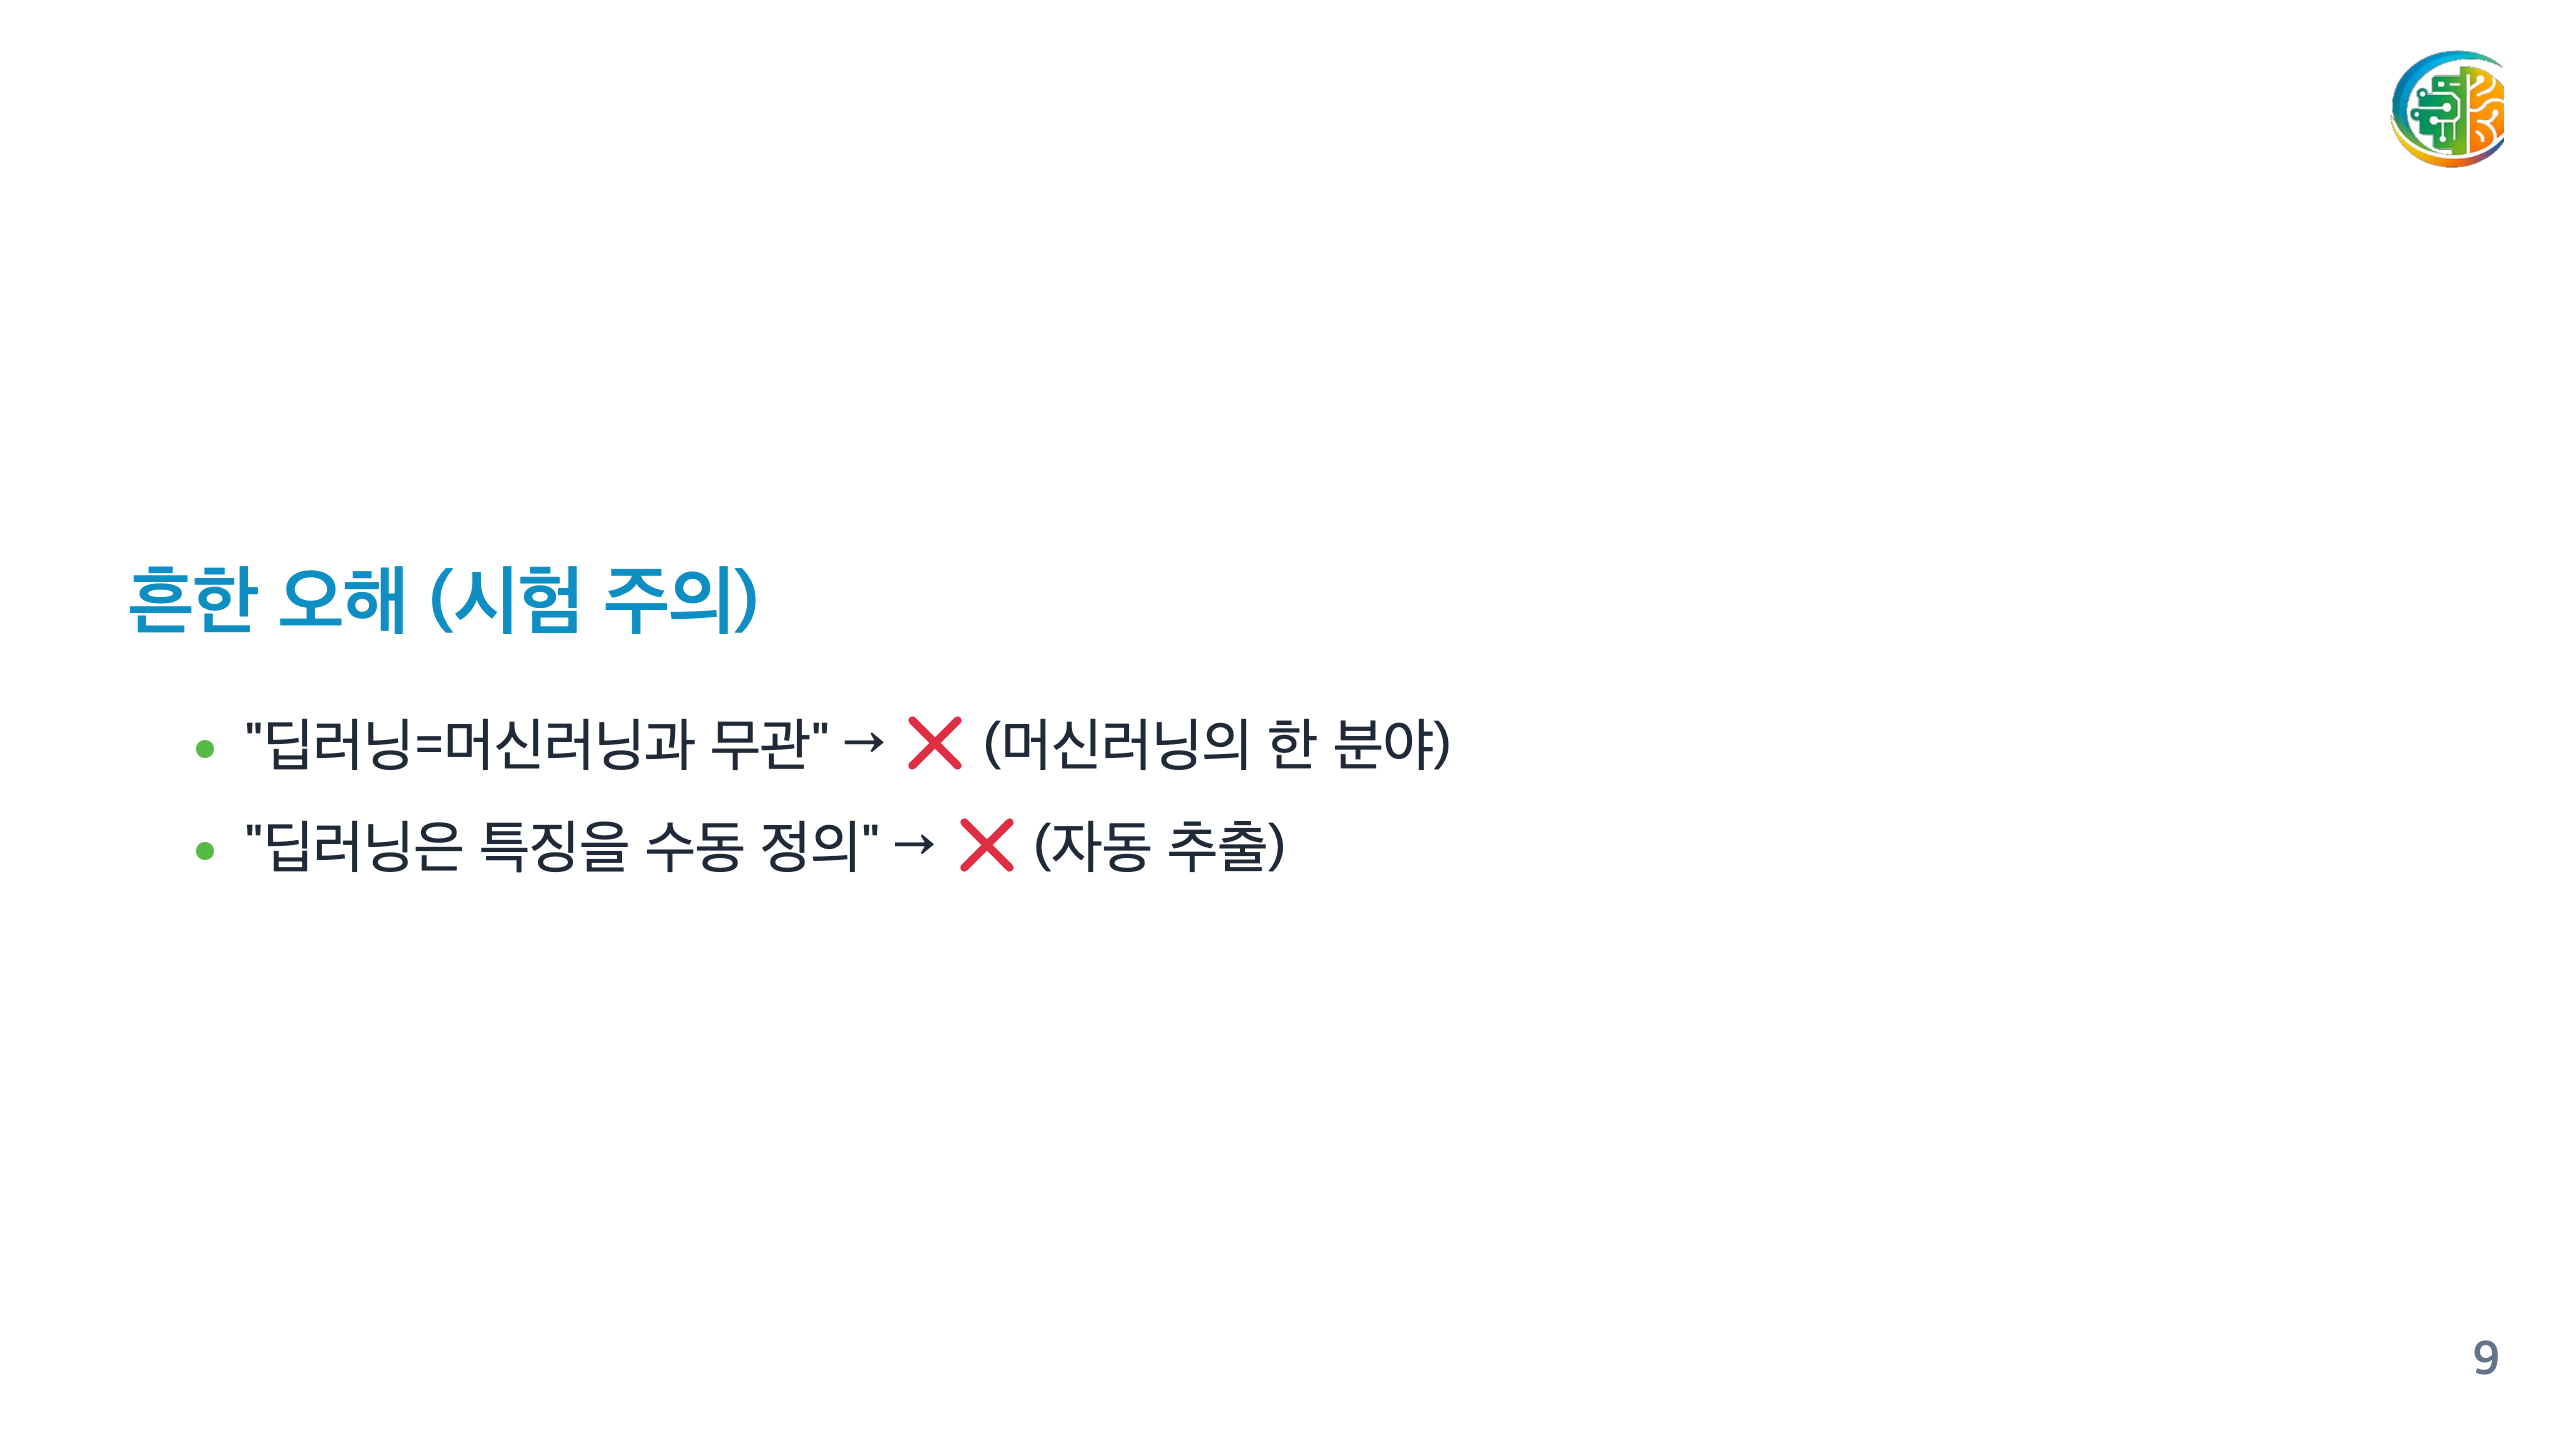 흔한 오해 (시험 주의)
"딥러닝=머신러닝과 무관" → ❌ (머신러닝의 한 분야)
"딥러닝은 특징을 수동 정의" → ❌ (자동 추출)
9